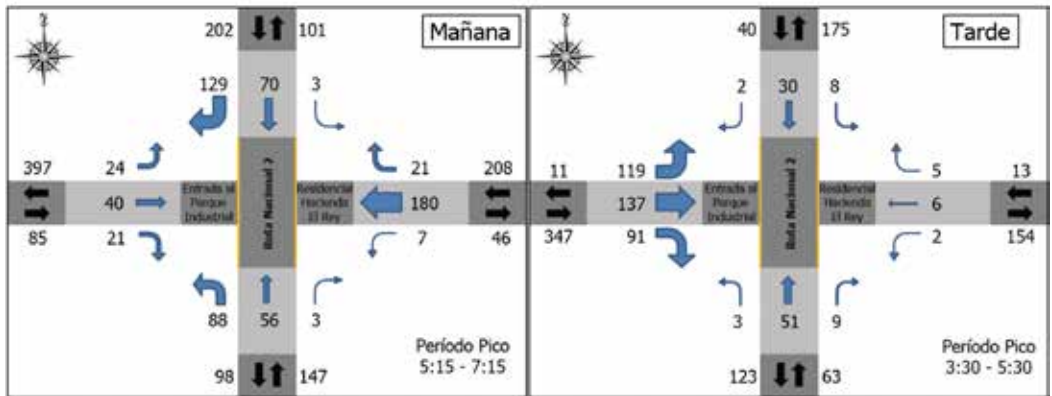 202 101 Mañana
129 70 3
397 24 21 208
Entrada al Parque Industrial
Ruta Nacional 2
Residencial Hacienda El Rey
40 180
85 21 7 46
88 56 3
Período Pico
5:15 - 7:15
98 147
40 175 Tarde
2 30 8
11 119 5 13
Entrada al Parque Industrial
Ruta Nacional 2
Residencial Hacienda El Rey
137 6
347 91 2 154
3 51 9
Período Pico
3:30 - 5:30
123 63